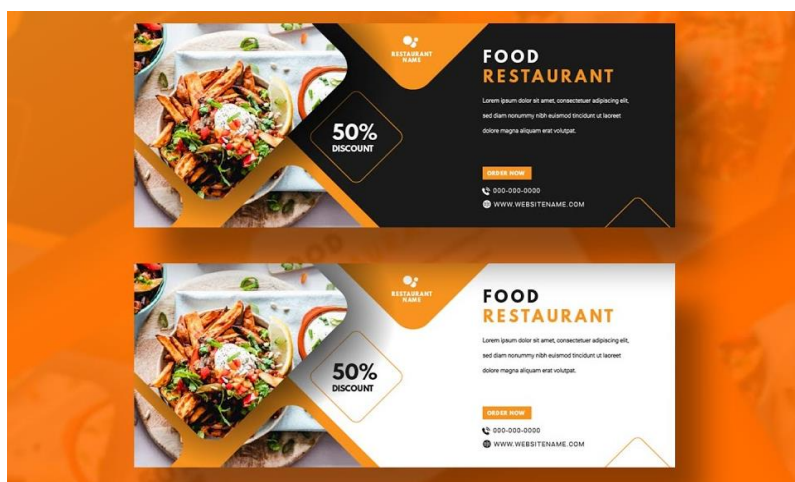 RESTAURANT
NAME
FOOD
RESTAURANT
Lorem ipsum dolor sit amet, consectetuer adipiscing elit,
sed diam nonummy nibh euismod tincidunt ut laoreet
dolore magna aliquam erat volutpat.
50%
DISCOUNT
ORDER NOW
000-000-0000
WWW.WEBSITENAME.COM
RESTAURANT
NAME
FOOD
RESTAURANT
Lorem ipsum dolor sit amet, consectetuer adipiscing elit,
sed diam nonummy nibh euismod tincidunt ut laoreet
dolore magna aliquam erat volutpat.
50%
DISCOUNT
ORDER NOW
000-000-0000
WWW.WEBSITENAME.COM